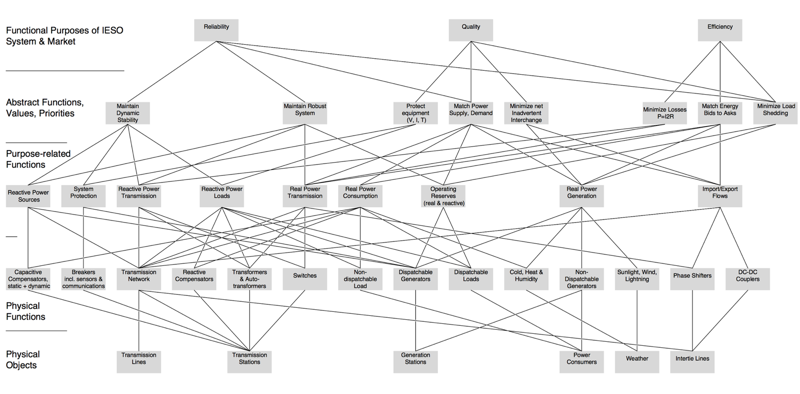 Functional Purposes of IESO
System & Market
Reliability
Quality
Efficiency
Abstract Functions,
Values, Priorities
Maintain
Dynamic
Stability
Maintain Robust
System
Protect
equipment
(V, I, T)
Match Power
Supply, Demand
Minimize net
Inadvertent
Interchange
Minimize Losses
P=I2R
Match Energy
Bids to Asks
Minimize Load
Shedding
Purpose-related
Functions
Reactive Power
Sources
System
Protection
Reactive Power
Transmission
Reactive Power
Loads
Real Power
Transmission
Real Power
Consumption
Operating
Reserves
(real & reactive)
Real Power
Generation
Import/Export
Flows
Capacitive
Compensators,
static + dynamic
Breakers
incl. sensors &
communications
Transmission
Network
Reactive
Compensators
Transformers
& Auto-
transformers
Switches
Non-
dispatchable
Load
Dispatchable
Generators
Dispatchable
Loads
Cold, Heat &
Humidity
Non-
Dispatchable
Generators
Sunlight, Wind,
Lightning
Phase Shifters
DC-DC
Couplers
Physical
Functions
Physical
Objects
Transmission
Lines
Transmission
Stations
Generation
Stations
Power
Consumers
Weather
Intertie Lines